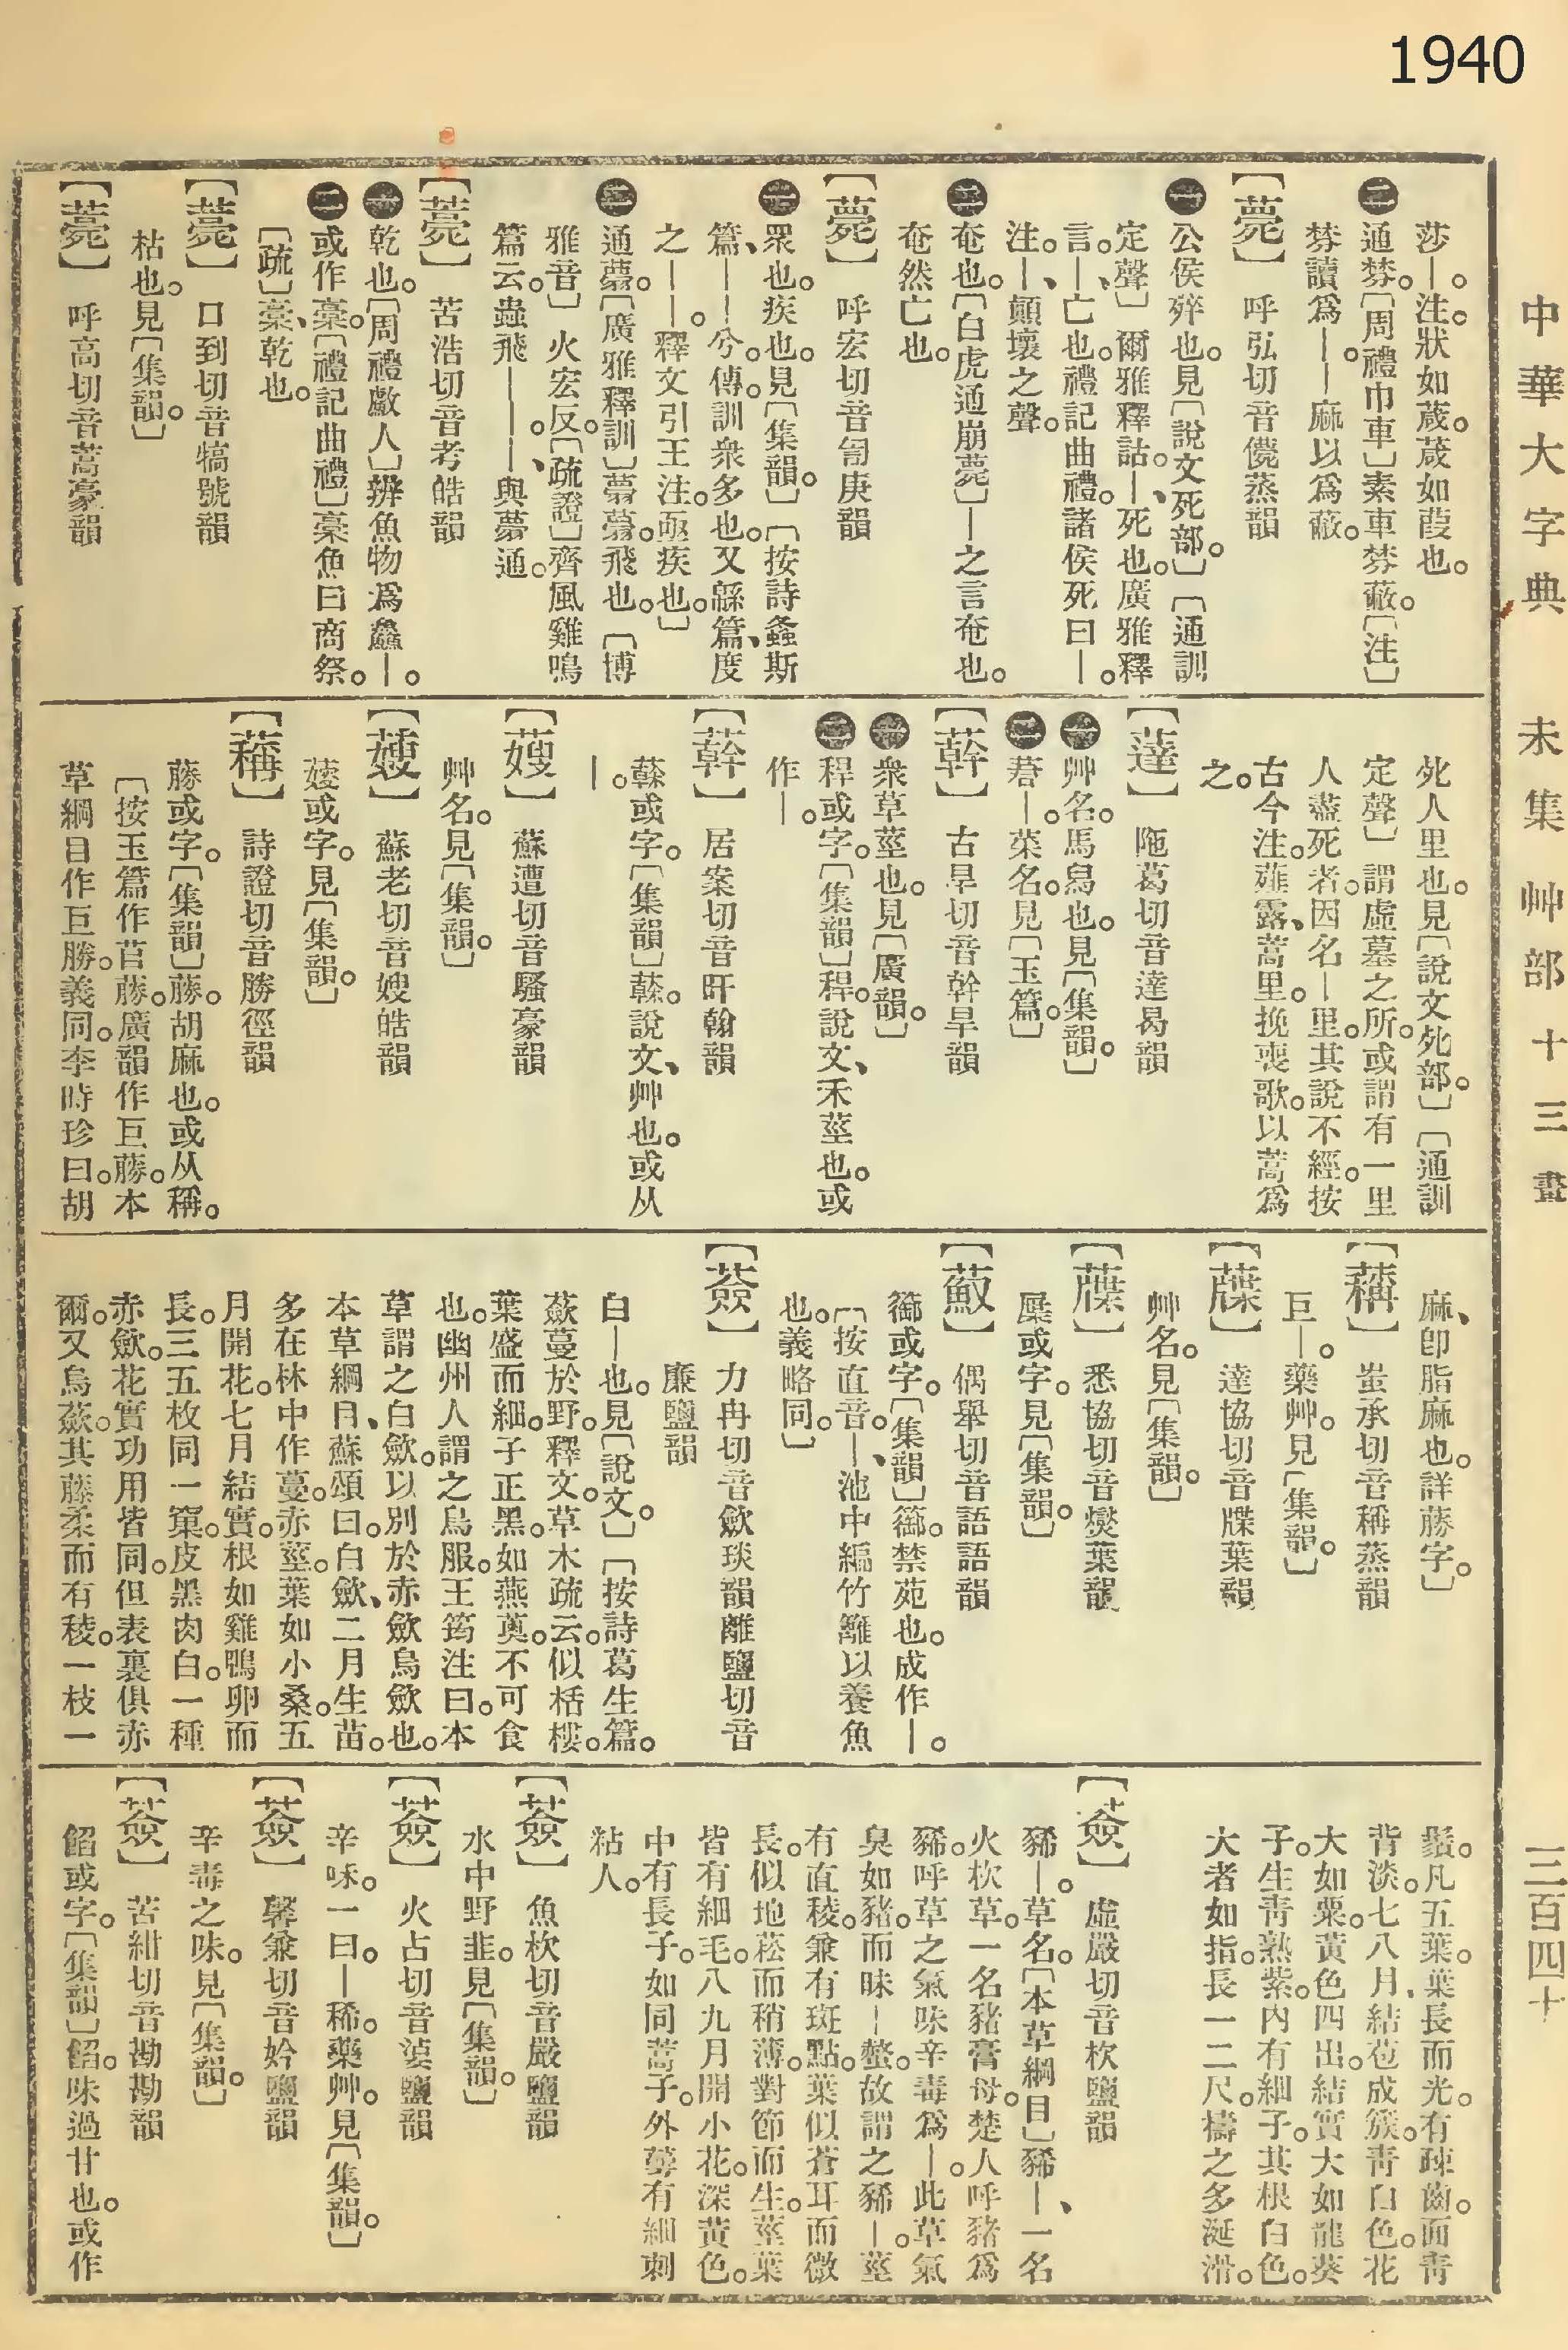 1940
中華大字典 未集 艸部 十三畫 三百四十
莎｜。注。狀如蒇。蒇如葭也。
㊁通棼。〔周禮巾車〕素車棼蔽。〔注〕
棼讀爲｜。｜麻以爲蔽。
【薨】 呼弘切音儚蒸韻
㊀公侯殚也。見〔說文死部。〕〔通訓
定聲〕爾雅釋詁。｜、死也。廣雅釋
言。｜、亡也。禮記曲禮。諸侯死曰｜。
注。｜、顚壞之聲。
㊁奄也。〔白虎通崩薨〕｜之言奄也。
奄然亡也。
【薨】 呼宏切音訇庚韻
㊀眾也。疾也。見〔集韻。〕〔按詩螽斯
篇、｜｜兮。傳。訓衆多也。又緜篇、度
之｜｜。釋文引王注。亟疾也。〕
㊁通薨。〔廣雅釋訓〕薨薨。飛也。〔博
雅音〕火宏反。〔疏證〕齊風雞鳴
篇云。蟲飛｜｜。｜、與薨通。
【薧】 苦浩切音考皓韻
㊀乾也。〔周禮䱷人〕辨魚物爲鱻｜。
㊁或作槀。〔禮記曲禮〕槀魚曰商祭。
〔疏〕槀、乾也。
【薧】 口到切音犒號韻
枯也。見〔集韻。〕
【薧】 呼高切音蒿豪韻
死人里也。見〔說文死部。〕〔通訓
定聲〕謂虛墓之所。或謂有一里
人盡死者。因名｜里。其說不經。按
古今注。薤露、蒿里。挽喪歌。以蒿爲
之。
【薘】 陁葛切音達曷韻
㊀艸名。馬舄也。見〔集韻。〕
㊁莙｜。菜名。見〔玉篇。〕
【䕎】 古旱切音幹旱韻
㊀衆草莖也。見〔廣韻。〕
㊁稈或字。〔集韻〕稈。說文、禾莖也。或
作｜。
【䕎】 居案切音旰翰韻
䔅或字。〔集韻〕䔅。說文、艸也。或从
｜。
【薐】 蘇遭切音騷豪韻
艸名。見〔集韻。〕
蘇老切音嫂皓韻
薐或字。見〔集韻。〕
詩證切音勝徑韻
藤或字。〔集韻〕藤。胡麻也。或从稱。
〔按玉篇作苣藤。廣韻作巨藤。本
草綱目作巨勝。義同。李時珍曰。胡
麻、卽脂麻也。詳藤字。〕
蚩承切音稱蒸韻
巨｜。藥艸。見〔集韻。〕
達協切音牒葉韻
艸名。見〔集韻。〕
悉協切音燮葉韻
屧或字。見〔集韻。〕
偶舉切音語語韻
篽或字。〔集韻〕篽。禁苑也。或作｜。
〔按直音。｜、池中編竹籬以養魚
也。義略同。〕
【薟】 力冉切音歛琰韻離鹽切音
廉鹽韻
白｜也。見〔說文。〕〔按詩葛生篇。
蘞蔓於野。釋文。草木疏云。似栝樓。
葉盛而細。子正黑。如燕薁。不可食
也。幽州人謂之烏服。王筠注曰。本
草謂之白歛。以別於赤歛烏歛也。
本草綱目、蘇頌曰。白歛、二月生苗。
多在林中作蔓。赤莖。葉如小桑。五
月開花。七月結實。根如雞鴨卵而
長。三五枚同一窠。皮黑肉白。一種
赤歛。花實功用皆同。但表裏俱赤
爾。又烏蘞。其藤柔而有稜。一枝一
鬚。凡五葉。葉長而光。有疎齒。面青
背淡。七八月結苞成簇。青白色。花
大如粟。黃色四出。結實大如龍葵
子。生青熟紫。內有細子。其根白色。
大者如指。長一二尺。擣之多涎滑。
【薟】 虛嚴切音杴鹽韻
豨｜。草名。〔本草綱目〕豨｜、一名
火杴草。一名豬膏母。楚人呼豬爲
豨。呼草之氣味辛毒爲｜。此草氣
臭如豬。而味｜螫。故謂之豨｜。莖
有直稜。兼有斑點。葉似蒼耳而微
長。似地菘而稍薄。對節而生。莖葉
皆有細毛。八九月開小花。深黃色。
中有長子。如同蒿子。外萼有細刺
粘人。
【薟】 魚杴切音嚴鹽韻
水中野韭。見〔集韻。〕
【薟】 火占切音㶣鹽韻
辛味。一曰。｜稀。藥艸。見〔集韻。〕
【薟】 馨兼切音妗鹽韻
辛毒之味。見〔集韻。〕
【薟】 苦紺切音勘勘韻
餡或字。〔集韻〕餡。味過甘也。或作